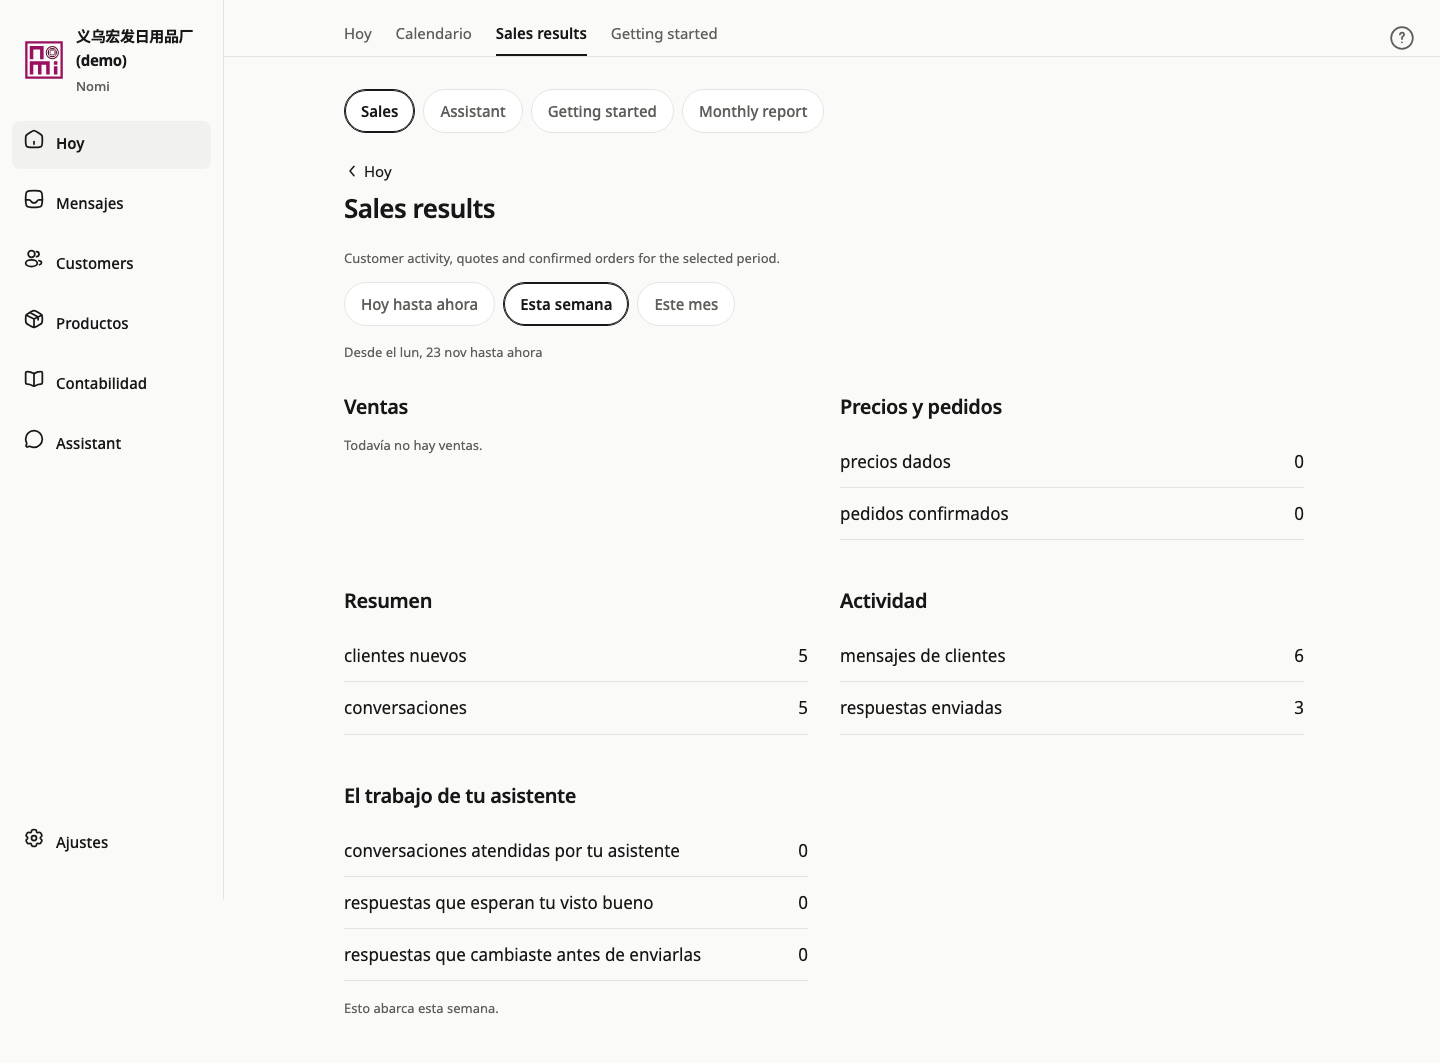 义乌宏发日用品厂
(demo)
Nomi
Hoy
Mensajes
Customers
Productos
Contabilidad
Assistant
Ajustes
Hoy Calendario Sales results Getting started
Sales Assistant Getting started Monthly report
Hoy
Sales results
Customer activity, quotes and confirmed orders for the selected period.
Hoy hasta ahora Esta semana Este mes
Desde el lun, 23 nov hasta ahora
Ventas
Todavía no hay ventas.
Precios y pedidos
precios dados 0
pedidos confirmados 0
Resumen
clientes nuevos 5
conversaciones 5
Actividad
mensajes de clientes 6
respuestas enviadas 3
El trabajo de tu asistente
conversaciones atendidas por tu asistente 0
respuestas que esperan tu visto bueno 0
respuestas que cambiaste antes de enviarlas 0
Esto abarca esta semana.